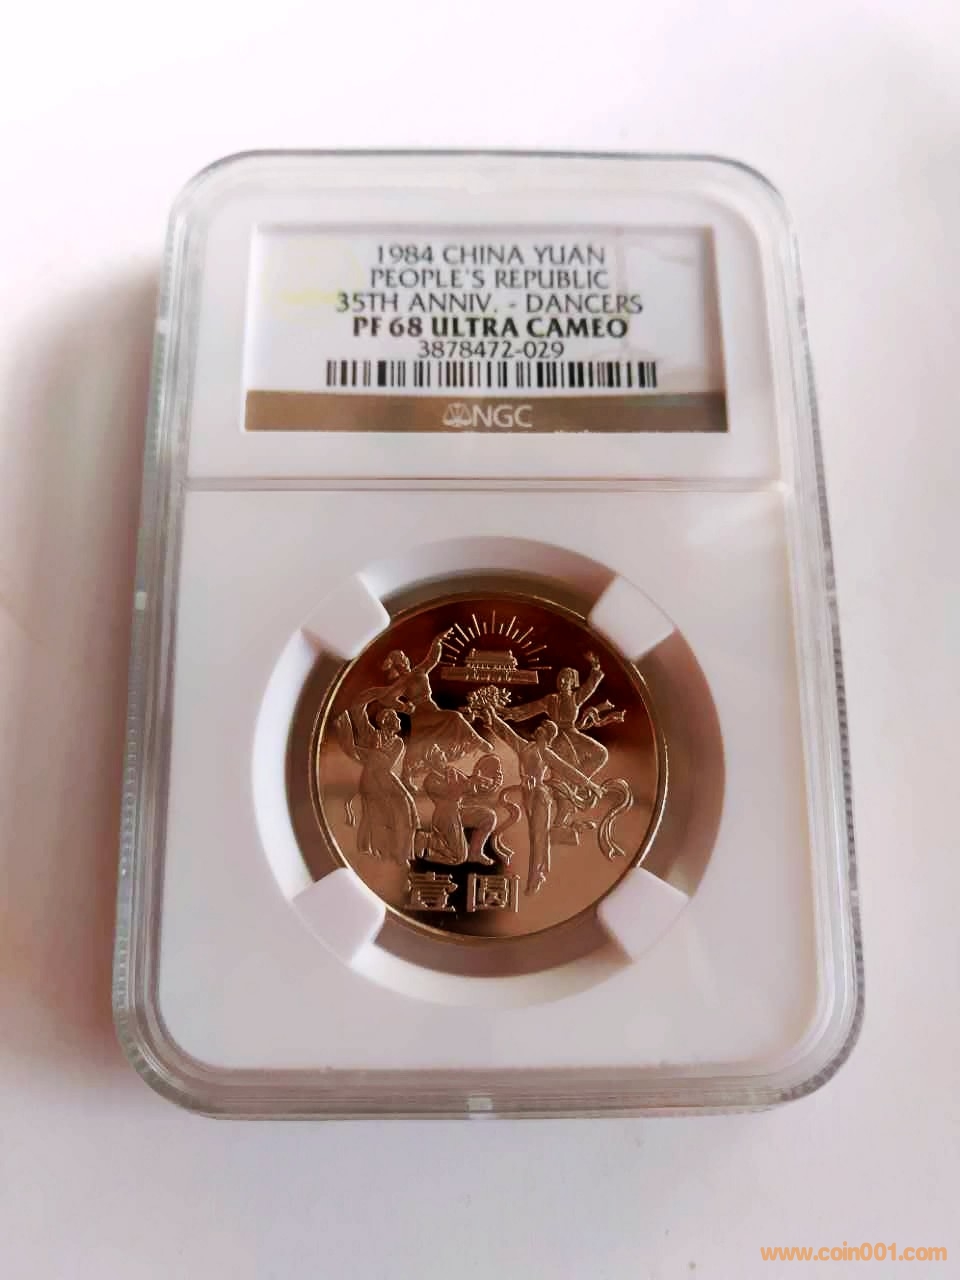 1984 CHINA YUAN
PEOPLE'S REPUBLIC
35TH ANNIV. - DANCERS
PF 68 ULTRA CAMEO
3878472-029
NGC
壹圆
www.coin001.com